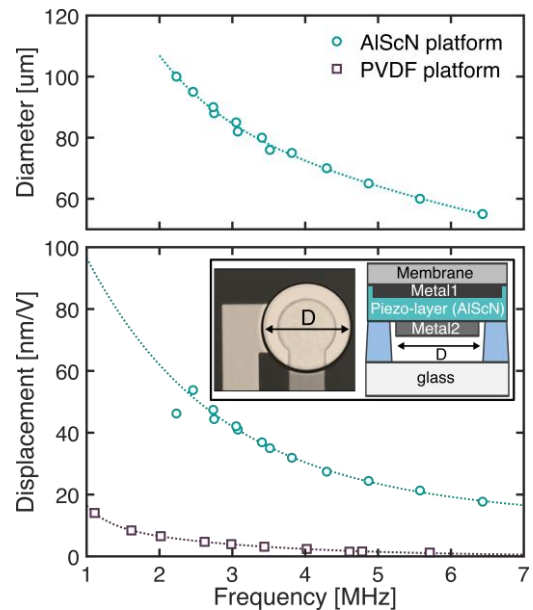 120
100
80
60
Diameter [um]
AlScN platform
PVDF platform
100
80
60
40
20
0
Displacement [nm/V]
D
Membrane
Metal1
Piezo-layer (AlScN)
Metal2
D
glass
1 2 3 4 5 6 7
Frequency [MHz]